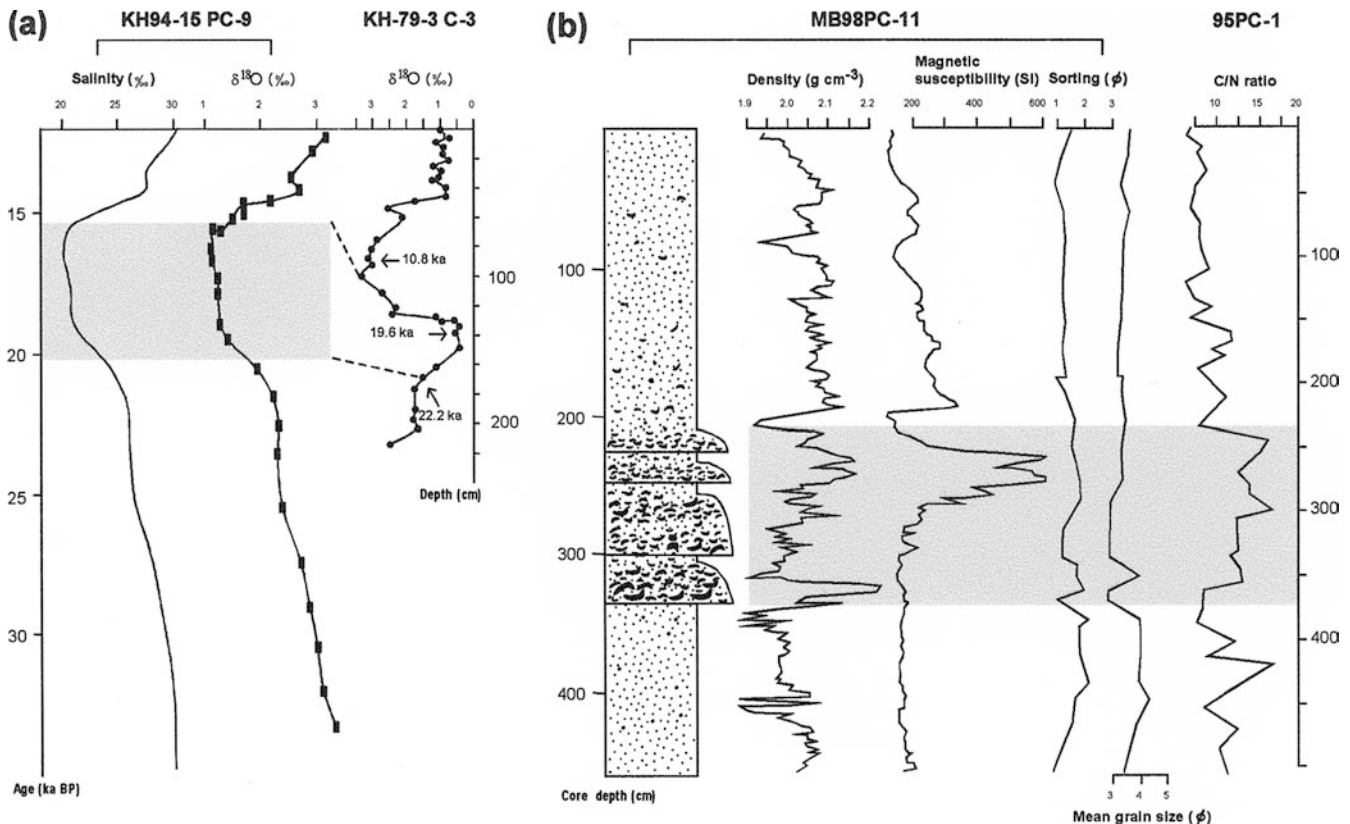 (a)
KH94-15 PC-9
KH-79-3 C-3
Salinity (‰)
δ18O (‰)
δ18O (‰)
20 25 30
1 2 3
3 2 1 0
15
20
25
30
Age (ka BP)
10.8 ka
19.6 ka
22.2 ka
100
200
Depth (cm)
(b)
MB98PC-11
95PC-1
Density (g cm-3)
Magnetic
susceptibility (SI)
Sorting (ϕ)
C/N ratio
1.9 2.0 2.1 2.2
200 400 600
1 2 3
10 20
100
200
300
400
Core depth (cm)
100
200
300
400
3 4 5
Mean grain size (ϕ)